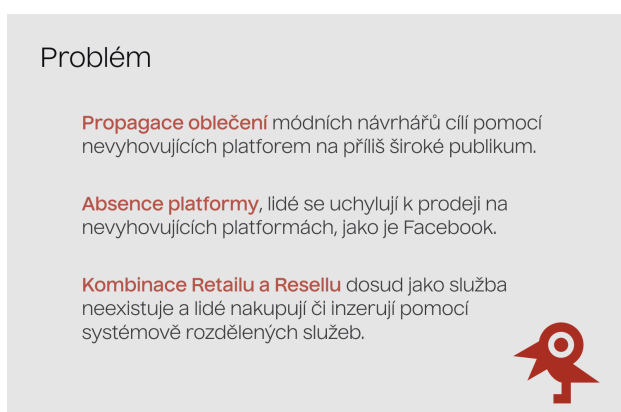 Problém
Propagace oblečení módních návrhářů cílí pomocí
nevyhovujících platforem na příliš široké publikum.
Absence platformy, lidé se uchylují k prodeji na
nevyhovujících platformách, jako je Facebook.
Kombinace Retailu a Resellu dosud jako služba
neexistuje a lidé nakupují či inzerují pomocí
systémově rozdělených služeb.